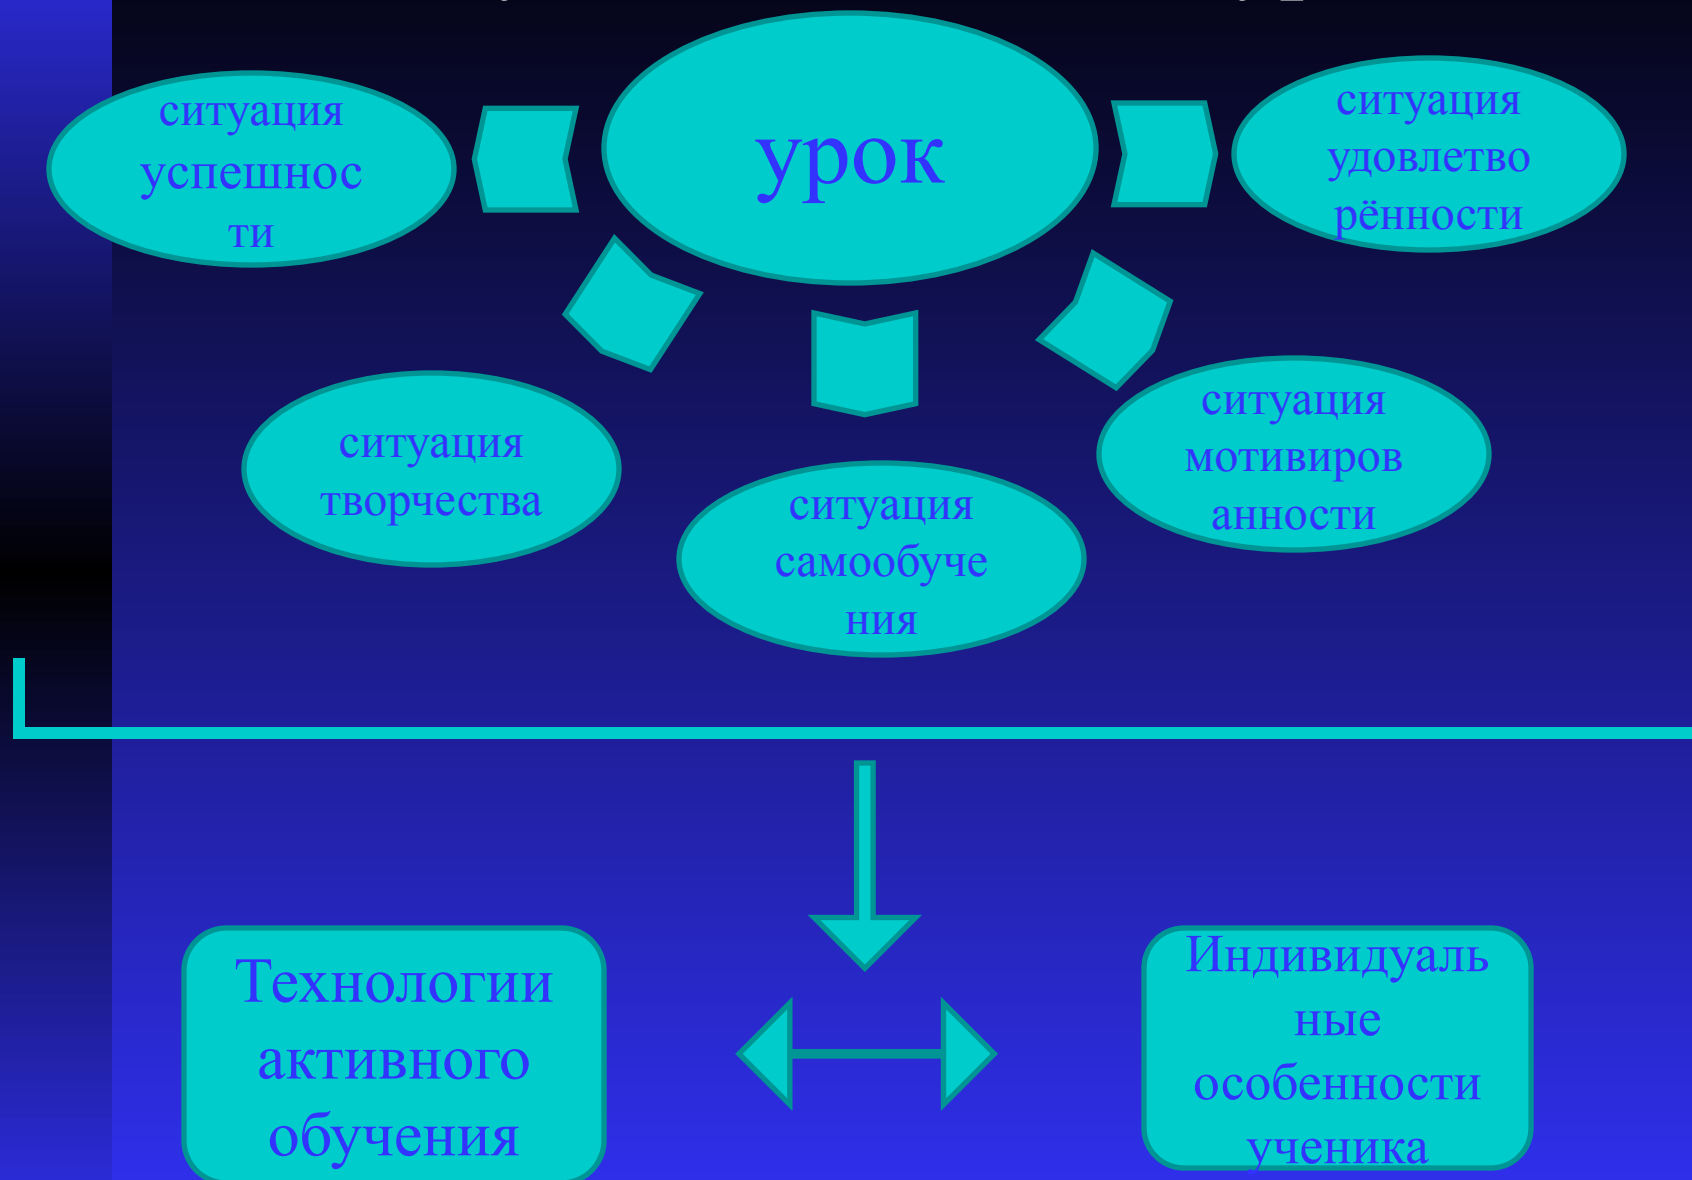 урок
ситуация
успешнос
ти
ситуация
удовлетво
рённости
ситуация
творчества
ситуация
самообуче
ния
ситуация
мотивиров
анности
Технологии
активного
обучения
Индивидуаль
ные
особенности
ученика